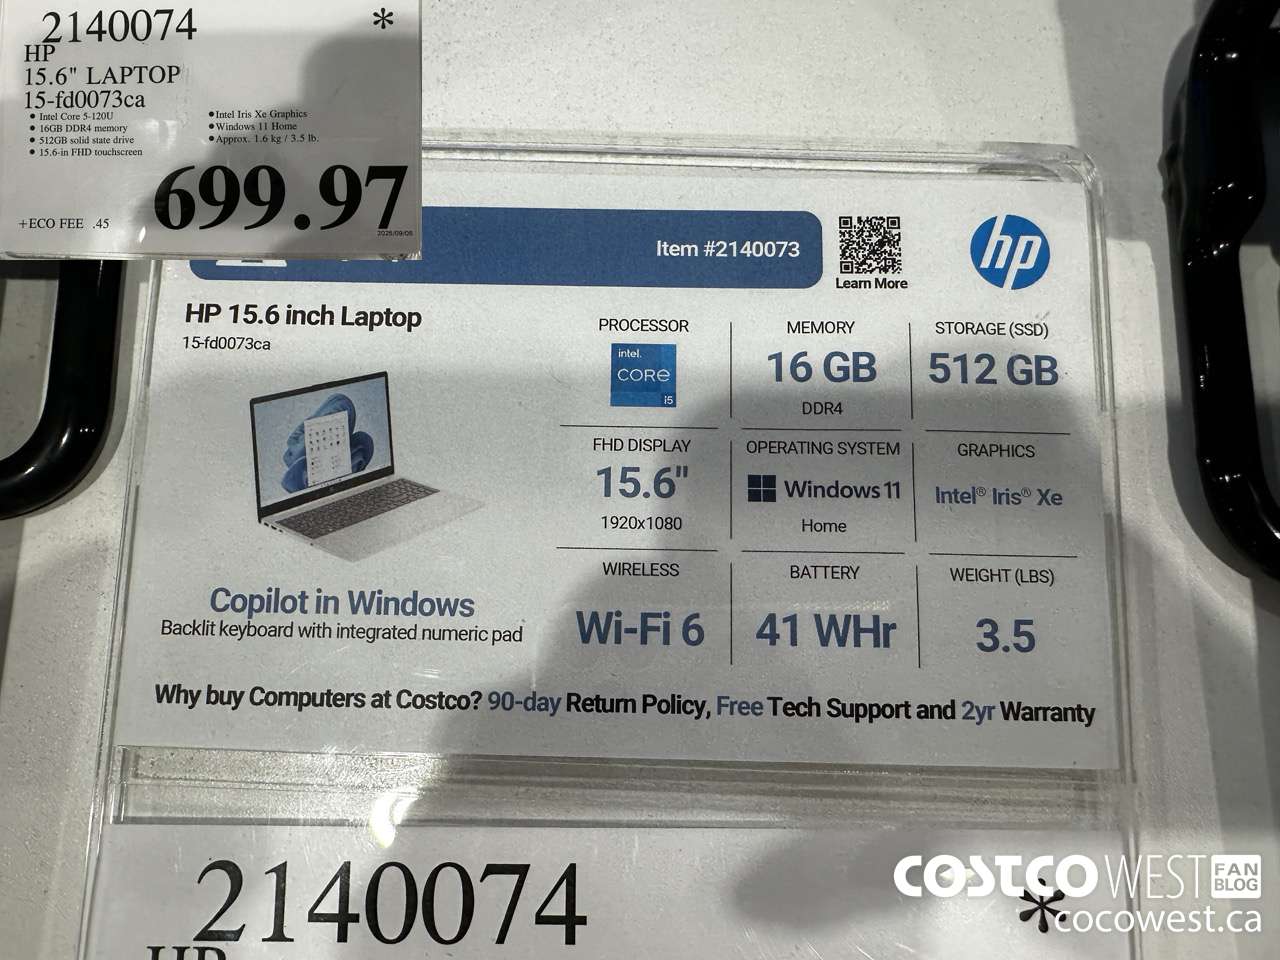 2140074 *
HP
15.6" LAPTOP
15-fd0073ca
• Intel Core 5-120U
• 16GB DDR4 memory
• 512GB solid state drive
• 15.6-in FHD touchscreen
• Intel Iris Xe Graphics
• Windows 11 Home
• Approx. 1.6 kg / 3.5 lb.
699.97
+ECO FEE .45
Item #2140073
Learn More
hp
HP 15.6 inch Laptop
15-fd0073ca
PROCESSOR
intel.
CORE
i5
MEMORY
16 GB
DDR4
STORAGE (SSD)
512 GB
FHD DISPLAY
15.6"
1920x1080
OPERATING SYSTEM
Windows 11
Home
GRAPHICS
Intel® Iris® Xe
WIRELESS
Wi-Fi 6
BATTERY
41 WHr
WEIGHT (LBS)
3.5
Copilot in Windows
Backlit keyboard with integrated numeric pad
Why buy Computers at Costco? 90-day Return Policy, Free Tech Support and 2yr Warranty
2140074 *
HP
COSTCO WEST FAN BLOG
cocowest.ca